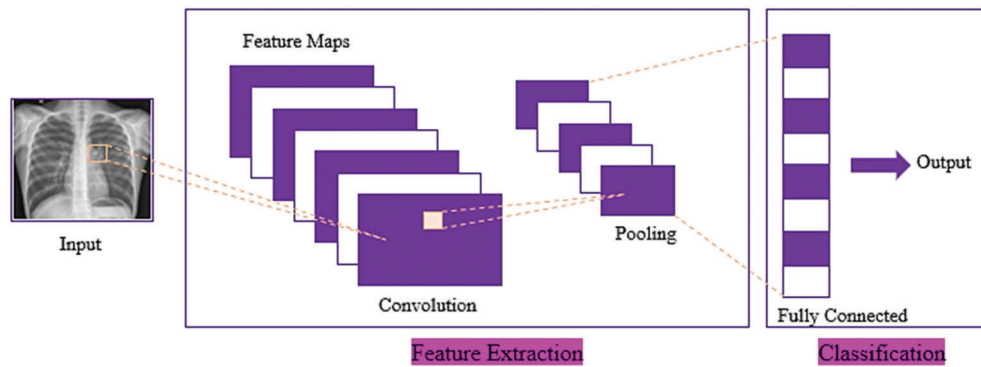 Feature Maps
Input
Convolution
Pooling
Output
Fully Connected
Feature Extraction
Classification